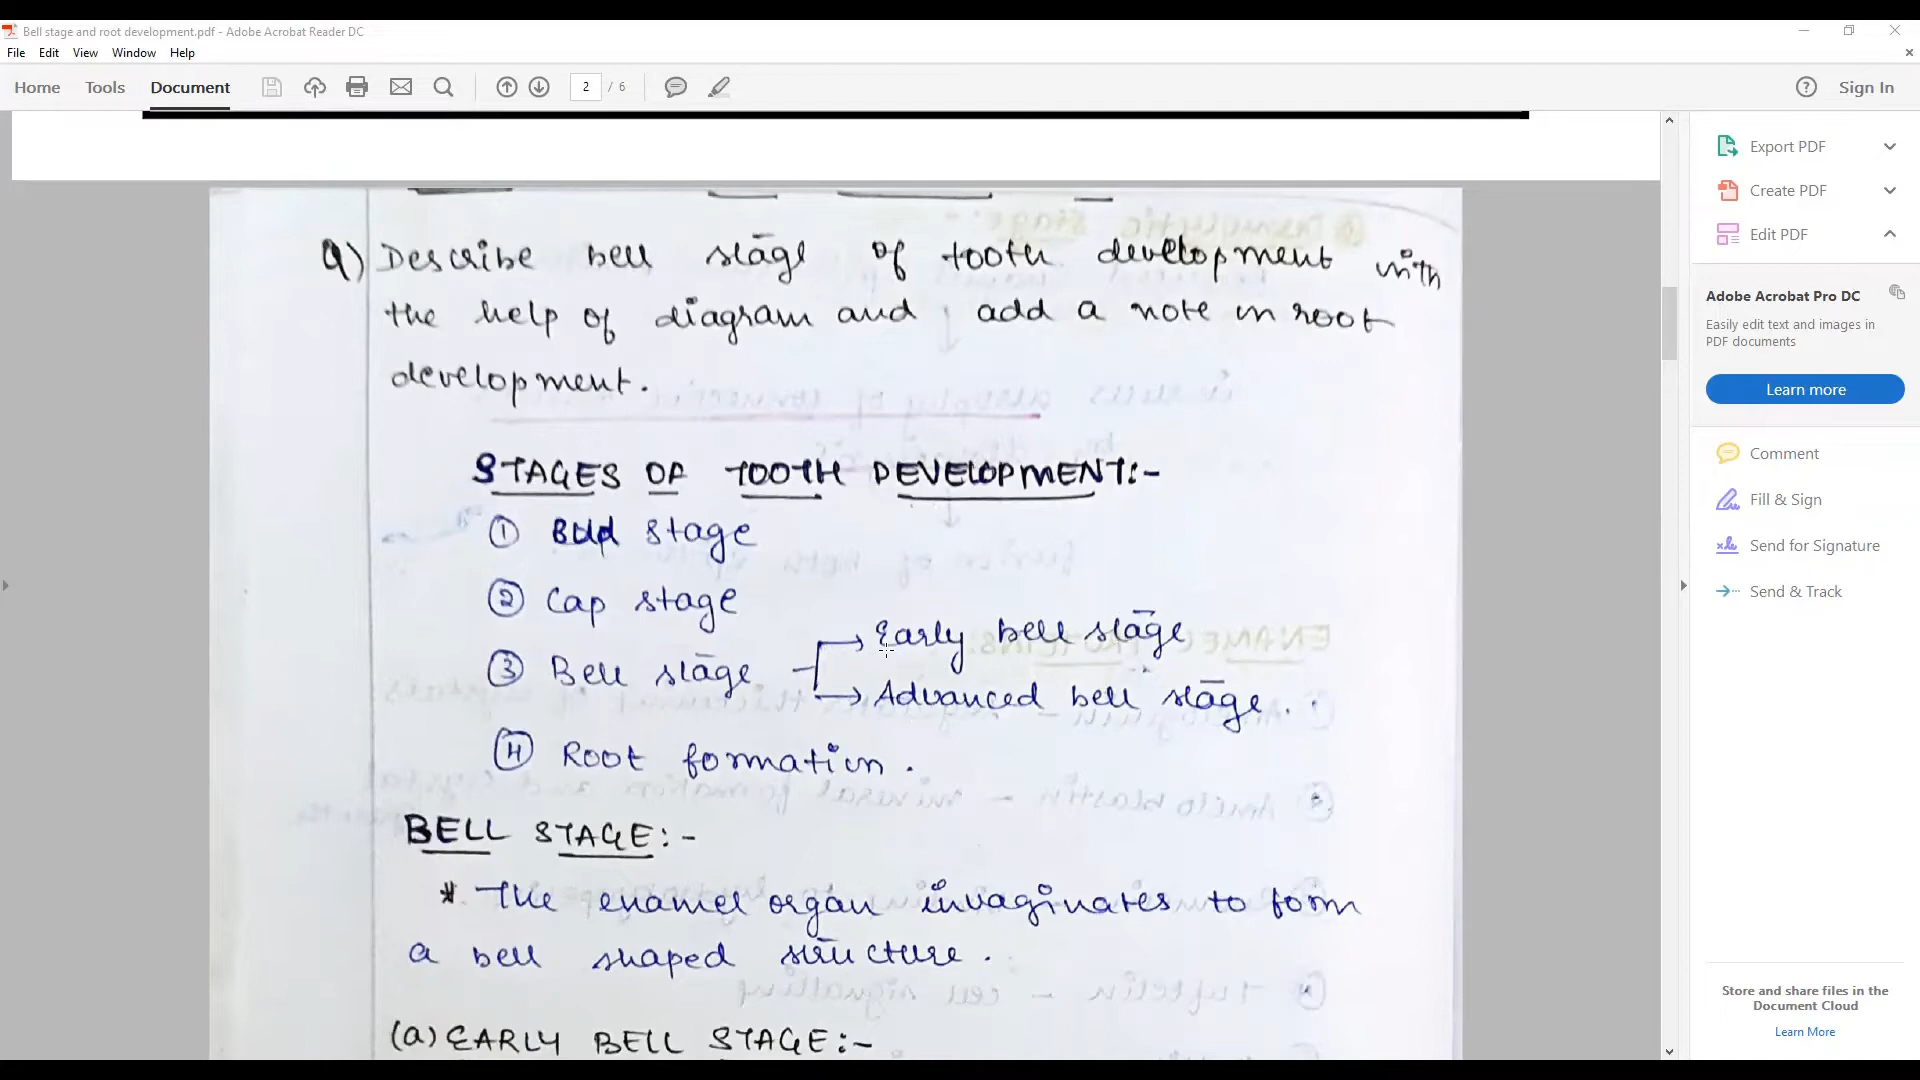 Bell stage and root development.pdf - Adobe Acrobat Reader DC
File Edit View Window Help
Home Tools Document 2 / 6 Sign In
Q) Describe bell stage of tooth development with
the help of diagram and add a note in root
development.
STAGES OF TOOTH DEVELOPMENT:-
① Bud stage
② Cap stage
③ Bell stage → Early bell stage
→ Advanced bell stage.
④ Root formation.
BELL STAGE:-
* The enamel organ invaginates to form
a bell shaped structure.
(a) EARLY BELL STAGE:-
Export PDF
Create PDF
Edit PDF
Adobe Acrobat Pro DC
Easily edit text and images in
PDF documents
Learn more
Comment
Fill & Sign
Send for Signature
Send & Track
Store and share files in the
Document Cloud
Learn More